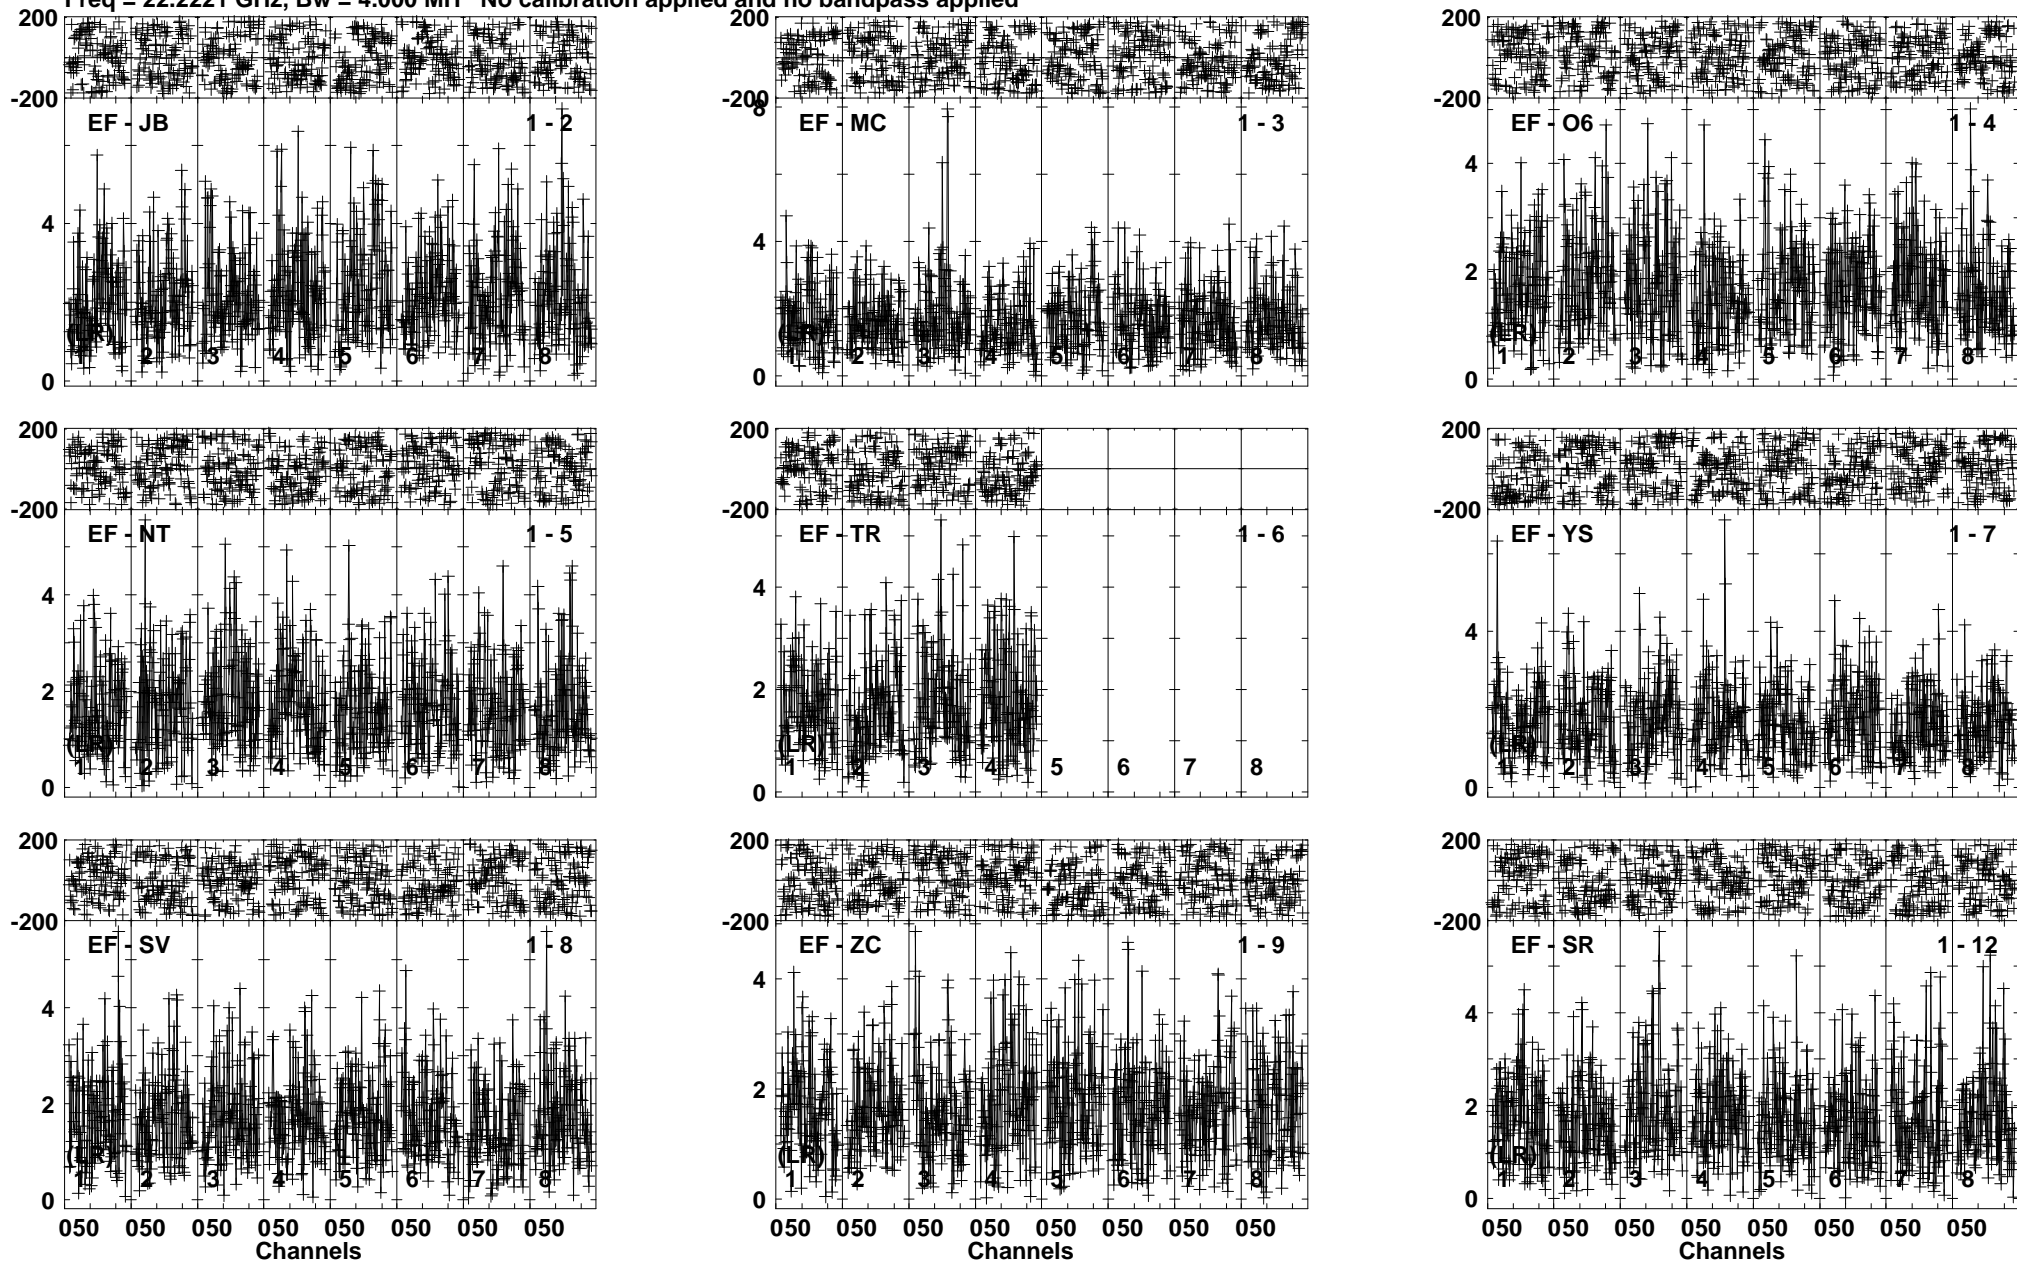 Freq = 22.2221 GHz, Bw = 4.000 MH No calibration applied and no bandpass applied
200 200 200
-200 -200 -200
EF - JB 1 - 2 8 EF - MC 1 - 3 EF - O6 1 - 4
4 4 4
2
(LR) (LR) (LR)
1 2 3 4 5 6 7 8 1 2 3 4 5 6 7 8 1 2 3 4 5 6 7 8
0 0 0
200 200 200
-200 -200 -200
EF - NT 1 - 5 EF - TR 1 - 6 EF - YS 1 - 7
4 4 4
2 2
(LR) (LR) (LR)
1 2 3 4 5 6 7 8 1 2 3 4 5 6 7 8 1 2 3 4 5 6 7 8
0 0 0
200 200 200
-200 -200 -200
EF - SV 1 - 8 EF - ZC 1 - 9 EF - SR 1 - 12
4 4 4
2 2 2
(LR) (LR) (LR)
1 2 3 4 5 6 7 8 1 2 3 4 5 6 7 8 1 2 3 4 5 6 7 8
0 0 0
050 050 050 050 050 050 050 050 050 050 050 050 050 050 050 050 050 050 050 050 050 050 050 050
Channels Channels Channels